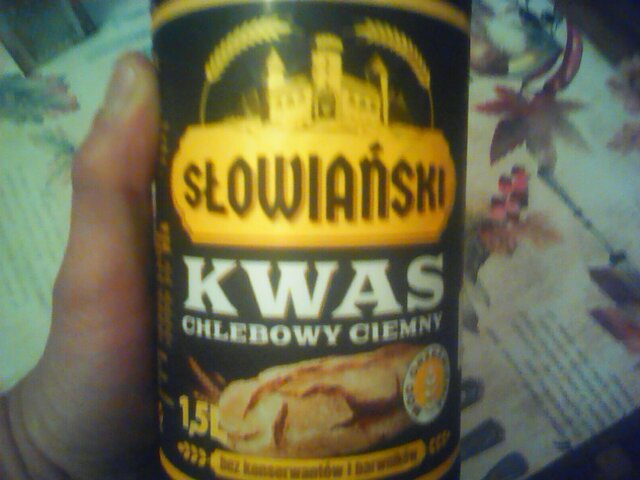 SŁOWIAŃSKI
KWAS
CHLEBOWY CIEMNY
1,5L
bez konserwantów i barwników